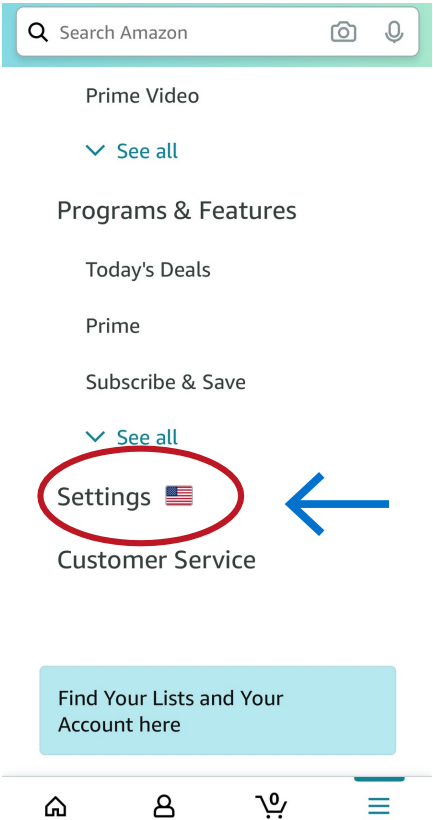 Search Amazon
Prime Video
See all
Programs & Features
Today's Deals
Prime
Subscribe & Save
See all
Settings
Customer Service
Find Your Lists and Your
Account here
0